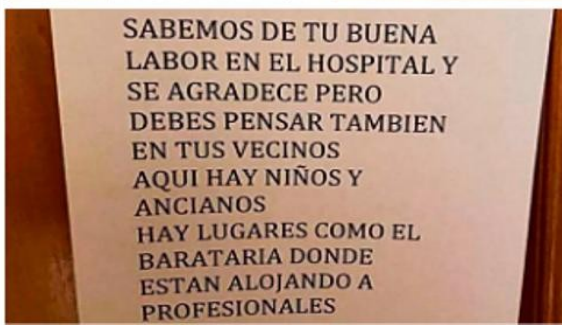 SABEMOS DE TU BUENA
LABOR EN EL HOSPITAL Y
SE AGRADECE PERO
DEBES PENSAR TAMBIEN
EN TUS VECINOS
AQUI HAY NIÑOS Y
ANCIANOS
HAY LUGARES COMO EL
BARATARIA DONDE
ESTAN ALOJANDO A
PROFESIONALES